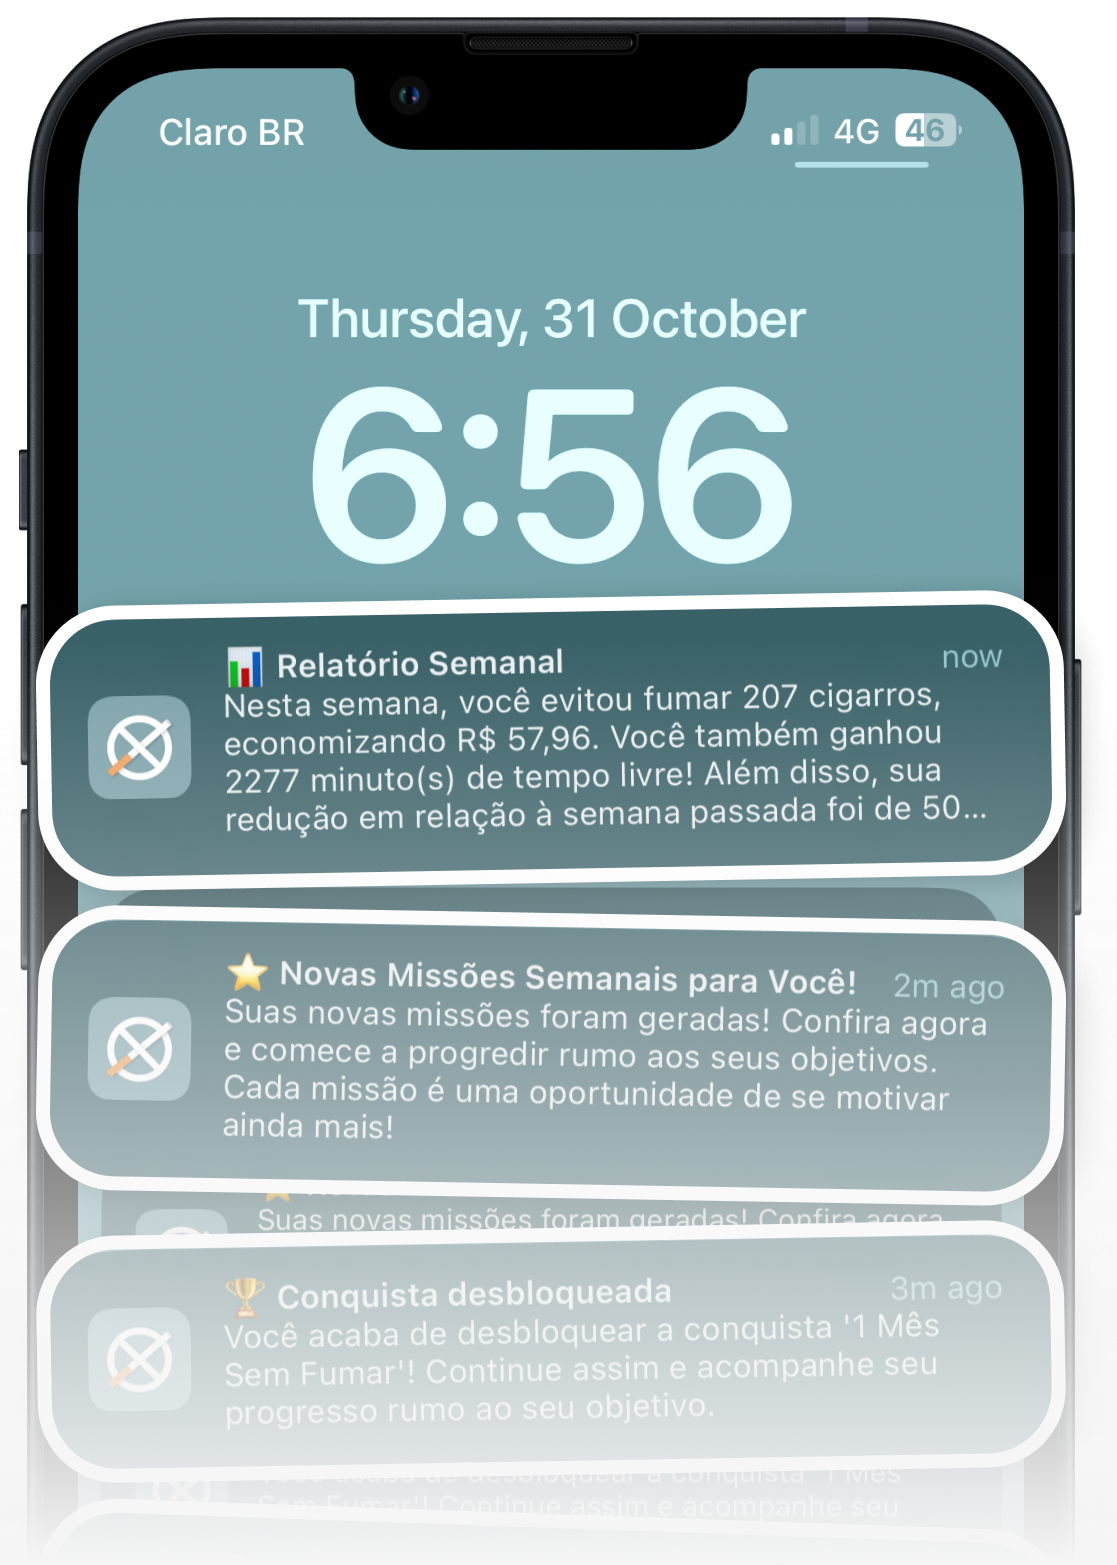 Claro BR
4G 46
Thursday, 31 October
6:56
📊 Relatório Semanal now
Nesta semana, você evitou fumar 207 cigarros,
economizando R$ 57,96. Você também ganhou
2277 minuto(s) de tempo livre! Além disso, sua
redução em relação à semana passada foi de 50...
⭐ Novas Missões Semanais para Você! 2m ago
Suas novas missões foram geradas! Confira agora
e comece a progredir rumo aos seus objetivos.
Cada missão é uma oportunidade de se motivar
ainda mais!
Suas novas missões foram geradas! Confira agora
🏆 Conquista desbloqueada 3m ago
Você acaba de desbloquear a conquista '1 Mês
Sem Fumar'! Continue assim e acompanhe seu
progresso rumo ao seu objetivo.
Você acaba de desbloquear a conquista '1 Mês
Sem Fumar'! Continue assim e acompanhe seu